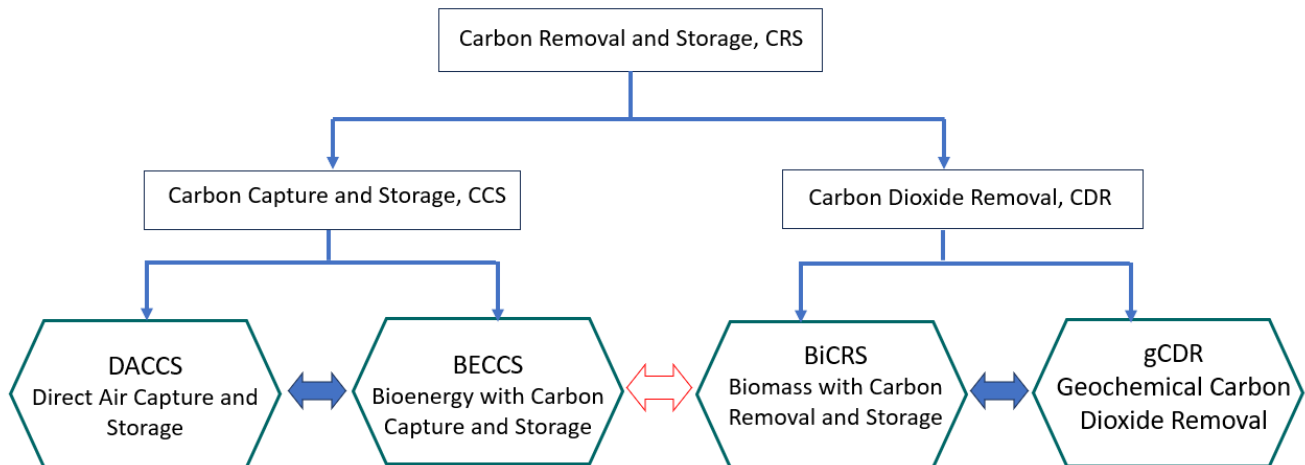 Carbon Removal and Storage, CRS
Carbon Capture and Storage, CCS
Carbon Dioxide Removal, CDR
DACCS
Direct Air Capture and
Storage
BECCS
Bioenergy with Carbon
Capture and Storage
BiCRS
Biomass with Carbon
Removal and Storage
gCDR
Geochemical Carbon
Dioxide Removal